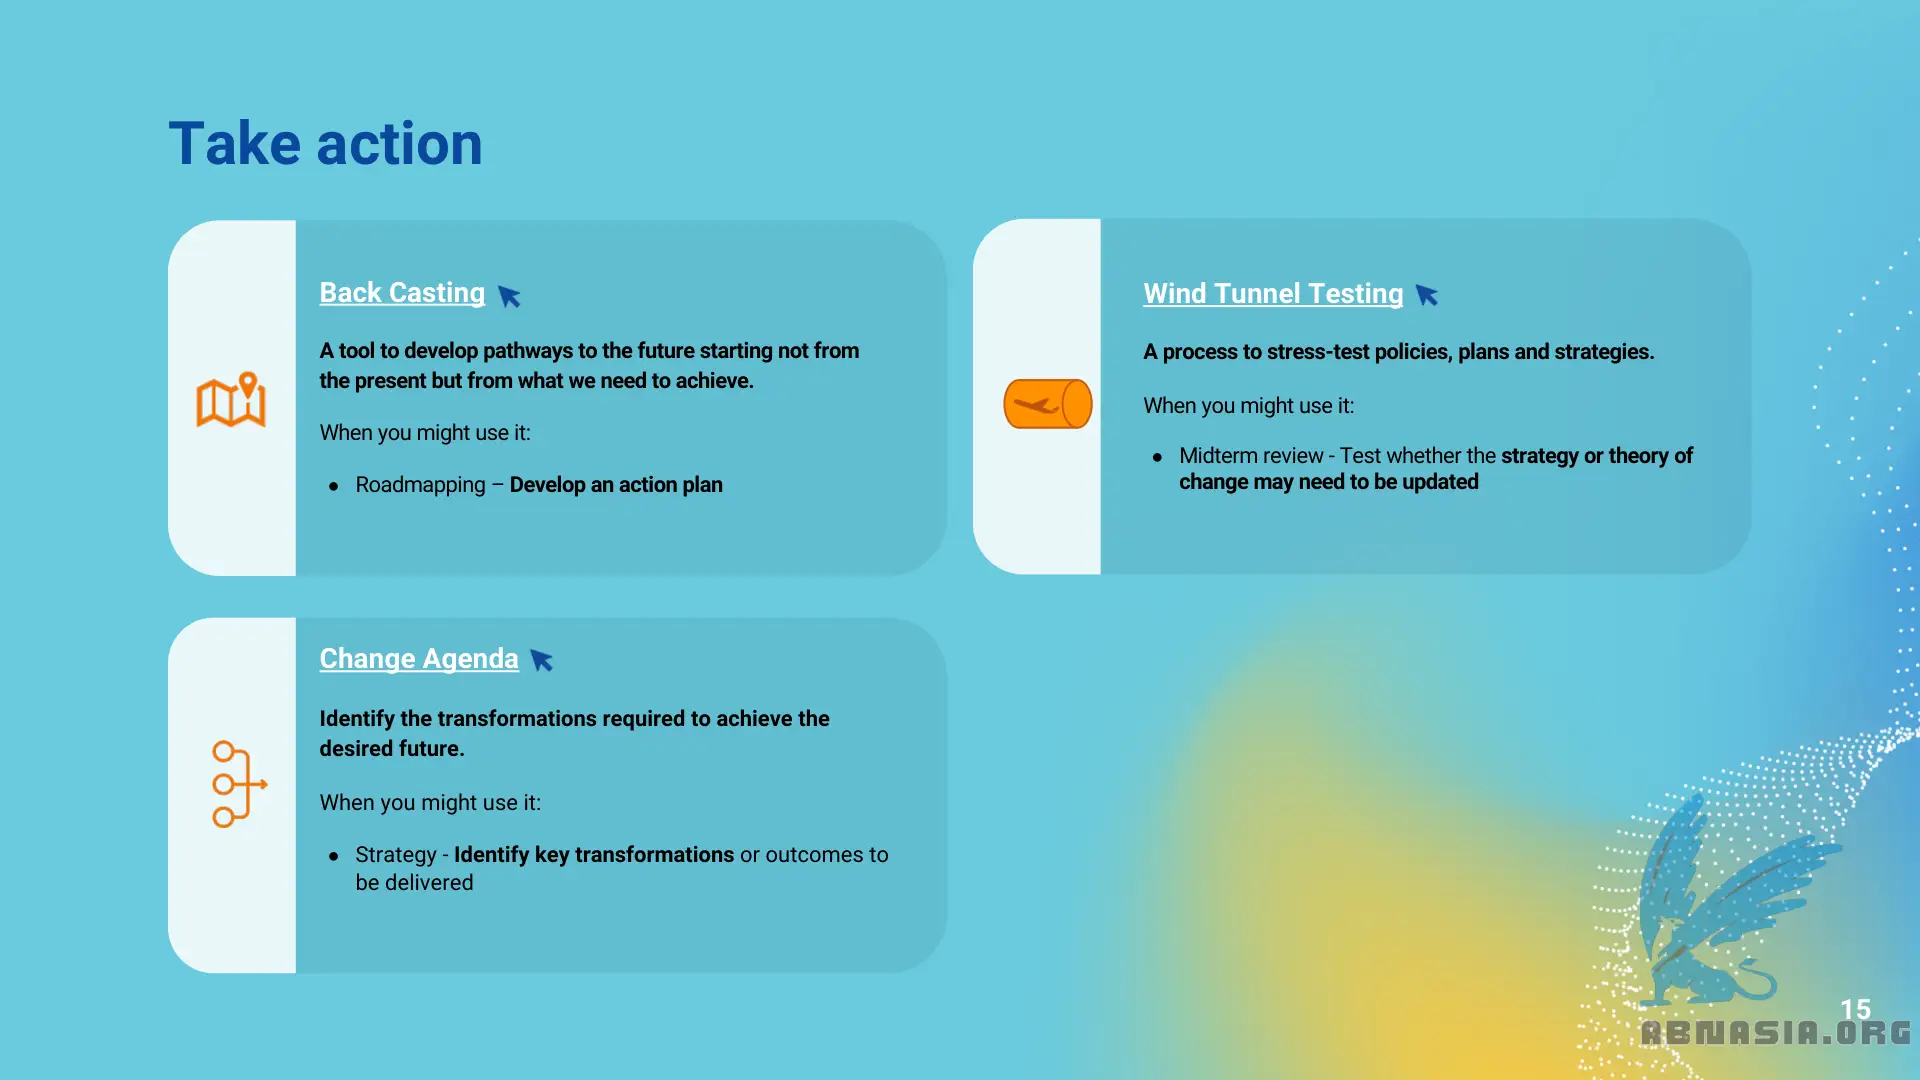 Take action
Back Casting
A tool to develop pathways to the future starting not from
the present but from what we need to achieve.
When you might use it:
● Roadmapping – Develop an action plan
Wind Tunnel Testing
A process to stress-test policies, plans and strategies.
When you might use it:
● Midterm review - Test whether the strategy or theory of
change may need to be updated
Change Agenda
Identify the transformations required to achieve the
desired future.
When you might use it:
● Strategy - Identify key transformations or outcomes to
be delivered
15
ABNASIA.ORG